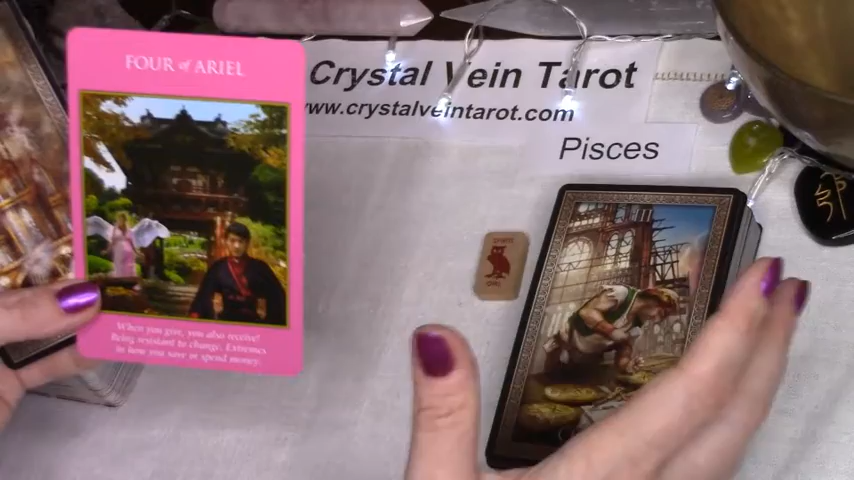 FOUR of ARIEL
When you give, you also receive!
Being resistant to change. Extremes
in how you save or spend money.
Crystal Vein Tarot
www.crystalveintarot.com
Pisces